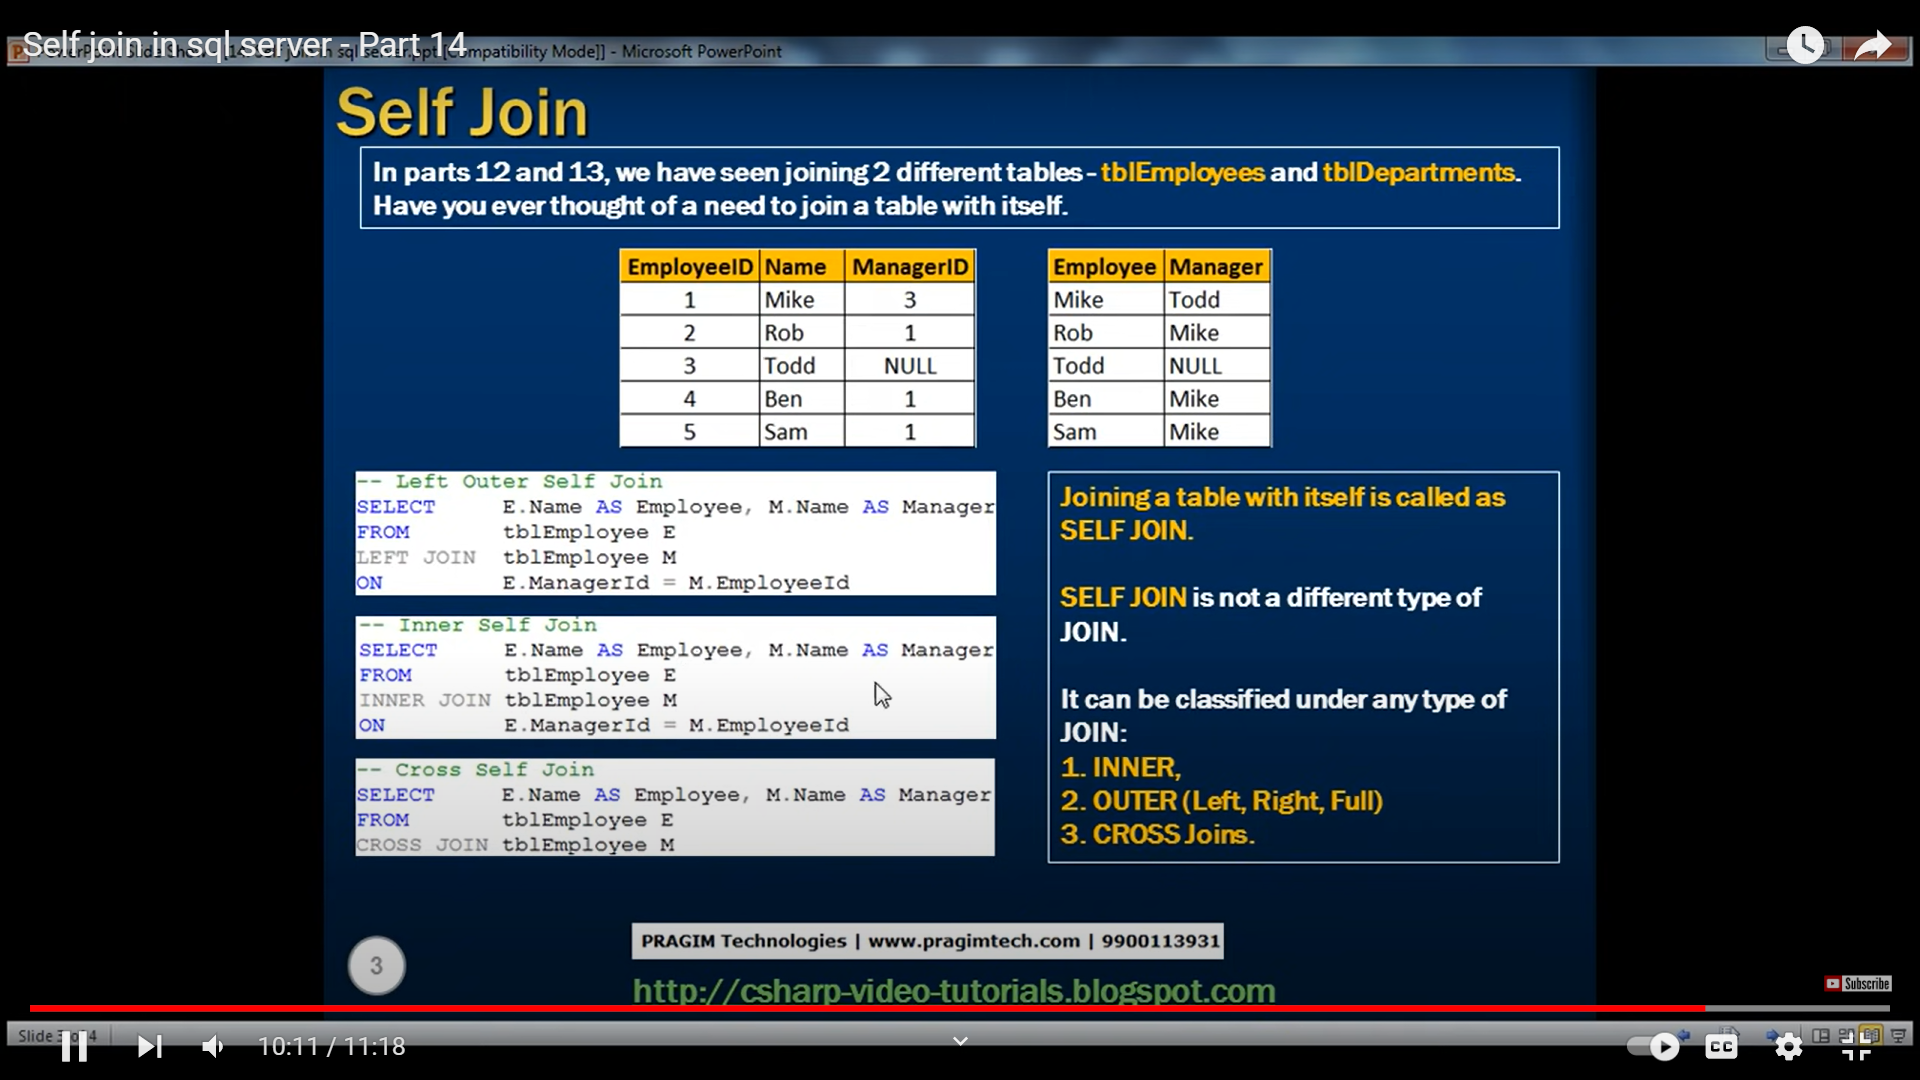 Self join in sql server - Part 14
[Compatibility Mode]] - Microsoft PowerPoint
Self Join
In parts 12 and 13, we have seen joining 2 different tables - tblEmployees and tblDepartments.
Have you ever thought of a need to join a table with itself.
EmployeeID Name ManagerID
1 Mike 3
2 Rob 1
3 Todd NULL
4 Ben 1
5 Sam 1
Employee Manager
Mike Todd
Rob Mike
Todd NULL
Ben Mike
Sam Mike
-- Left Outer Self Join
SELECT E.Name AS Employee, M.Name AS Manager
FROM tblEmployee E
LEFT JOIN tblEmployee M
ON E.ManagerId = M.EmployeeId
-- Inner Self Join
SELECT E.Name AS Employee, M.Name AS Manager
FROM tblEmployee E
INNER JOIN tblEmployee M
ON E.ManagerId = M.EmployeeId
-- Cross Self Join
SELECT E.Name AS Employee, M.Name AS Manager
FROM tblEmployee E
CROSS JOIN tblEmployee M
Joining a table with itself is called as
SELF JOIN.
SELF JOIN is not a different type of
JOIN.
It can be classified under any type of
JOIN:
1. INNER,
2. OUTER (Left, Right, Full)
3. CROSS Joins.
PRAGIM Technologies | www.pragimtech.com | 9900113931
3
http://csharp-video-tutorials.blogspot.com
Subscribe
Slide 3 of 4
10:11 / 11:18
CC